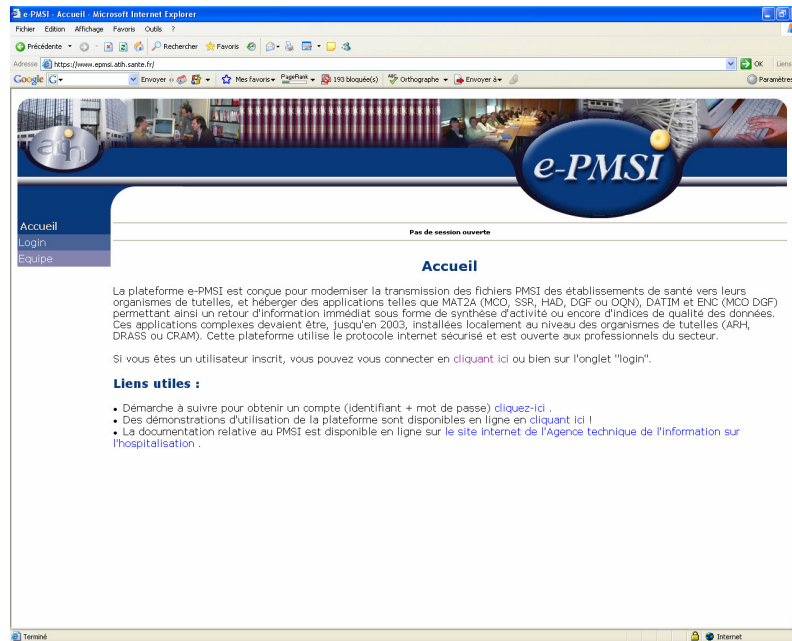 e-PMSI - Accueil - Microsoft Internet Explorer
Fichier Edition Affichage Favoris Outils ?
Précédente Rechercher Favoris
Adresse https://www.epmsi.atih.sante.fr/ OK Liens
Google G Envoyer Mes favoris PageRank 193 bloquée(s) ABC Orthographe Envoyer à Paramètres
atih
e-PMSI
Accueil
Login
Equipe
Pas de session ouverte
Accueil
La plateforme e-PMSI est conçue pour moderniser la transmission des fichiers PMSI des établissements de santé vers leurs
organismes de tutelles, et héberger des applications telles que MAT2A (MCO, SSR, HAD, DGF ou OQN), DATIM et ENC (MCO DGF)
permettant ainsi un retour d'information immédiat sous forme de synthèse d'activité ou encore d'indices de qualité des données.
Ces applications complexes devaient être, jusqu'en 2003, installées localement au niveau des organismes de tutelles (ARH,
DRASS ou CRAM). Cette plateforme utilise le protocole internet sécurisé et est ouverte aux professionnels du secteur.
Si vous êtes un utilisateur inscrit, vous pouvez vous connecter en cliquant ici ou bien sur l'onglet "login".
Liens utiles :
• Démarche à suivre pour obtenir un compte (identifiant + mot de passe) cliquez-ici .
• Des démonstrations d'utilisation de la plateforme sont disponibles en ligne en cliquant ici !
• La documentation relative au PMSI est disponible en ligne sur le site internet de l'Agence technique de l'information sur
l'hospitalisation .
Terminé Internet